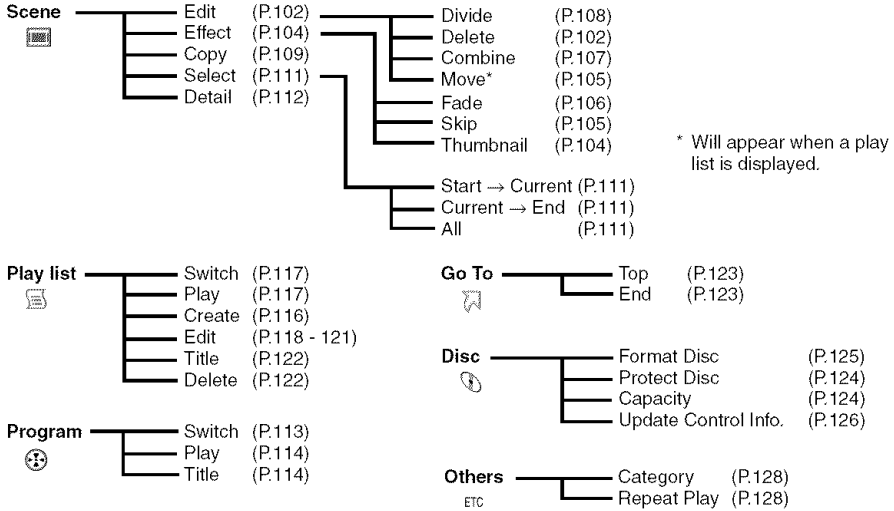 Scene
Edit (P.102)
Effect (P.104)
Copy (P.109)
Select (P.111)
Detail (P.112)
Divide (P.108)
Delete (P.102)
Combine (P.107)
Move* (P.105)
Fade (P.106)
Skip (P.105)
Thumbnail (P.104)
Start → Current (P.111)
Current → End (P.111)
All (P.111)
* Will appear when a play
list is displayed.
Play list
Switch (P.117)
Play (P.117)
Create (P.116)
Edit (P.118 - 121)
Title (P.122)
Delete (P.122)
Program
Switch (P.113)
Play (P.114)
Title (P.114)
Go To
Top (P.123)
End (P.123)
Disc
Format Disc (P.125)
Protect Disc (P.124)
Capacity (P.124)
Update Control Info. (P.126)
Others
ETC
Category (P.128)
Repeat Play (P.128)